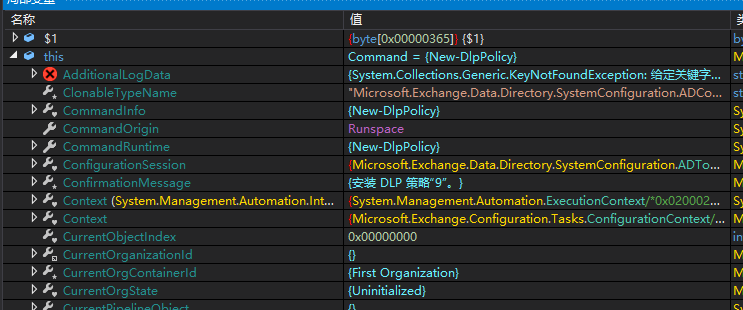 局部变量
名称 值 类
$1 {byte[0x00000365]} {$1} by
this Command = {New-DlpPolicy} M
AdditionalLogData {System.Collections.Generic.KeyNotFoundException: 给定关键字... st
ClonableTypeName "Microsoft.Exchange.Data.Directory.SystemConfiguration.ADCo... st
CommandInfo {New-DlpPolicy} Sy
CommandOrigin Runspace Sy
CommandRuntime {New-DlpPolicy} Sy
ConfigurationSession {Microsoft.Exchange.Data.Directory.SystemConfiguration.ADTo... M
ConfirmationMessage {安装 DLP 策略“9”。} M
Context (System.Management.Automation.Int... {System.Management.Automation.ExecutionContext/*0x020002... Sy
Context {Microsoft.Exchange.Configuration.Tasks.ConfigurationContext/... M
CurrentObjectIndex 0x00000000 in
CurrentOrganizationId {} M
CurrentOrgContainerId {First Organization} M
CurrentOrgState {Uninitialized} M
CurrentPipelineObject {}